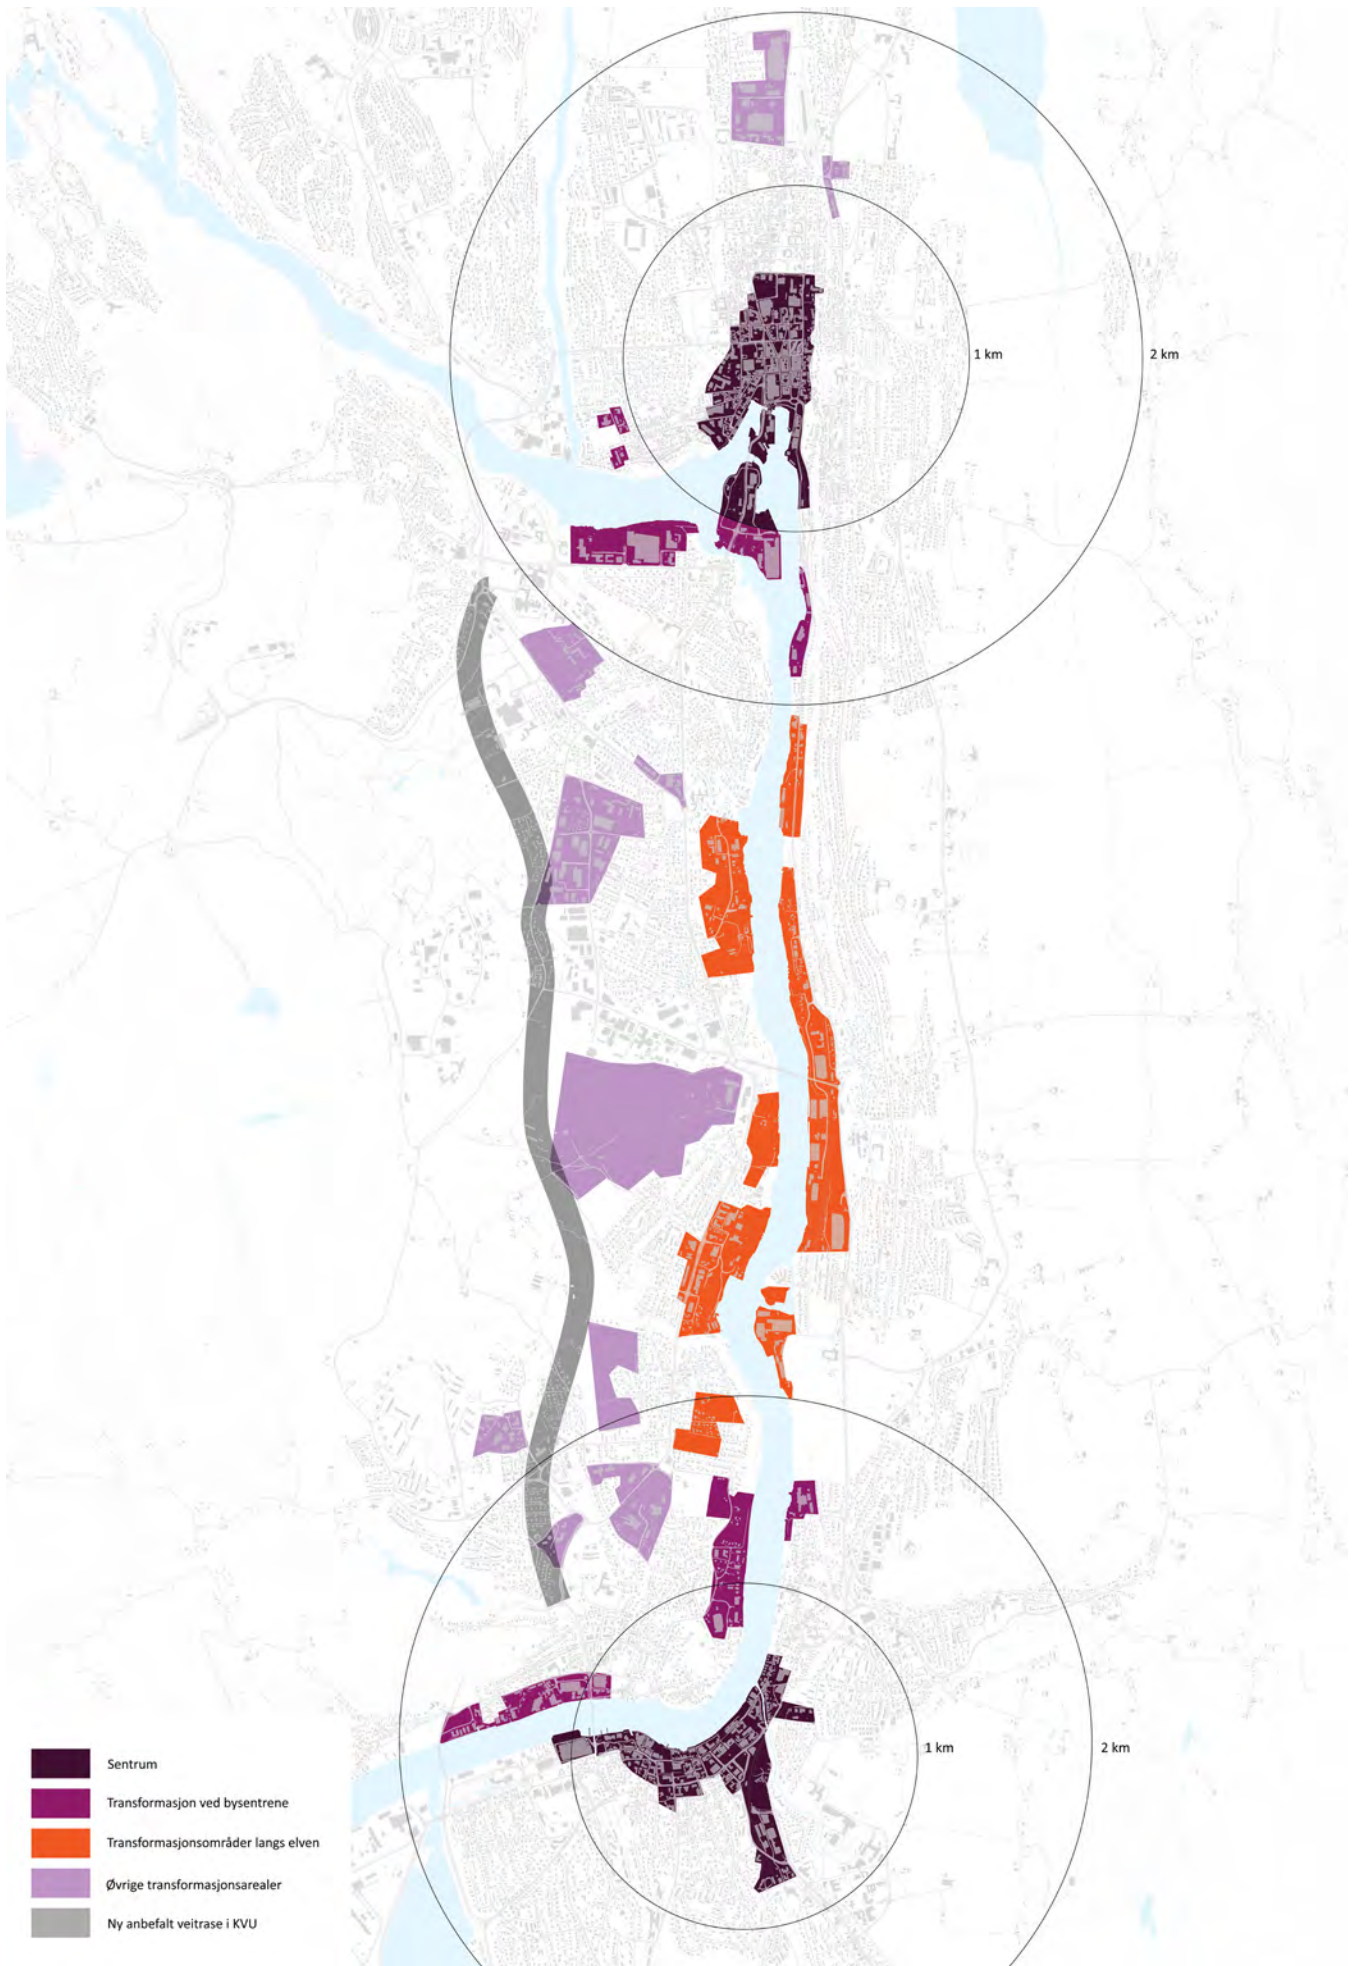 1 km
2 km
1 km
2 km
Sentrum
Transformasjon ved bysentrene
Transformasjonsområder langs elven
Øvrige transformasjonsarealer
Ny anbefalt veitrase i KVU